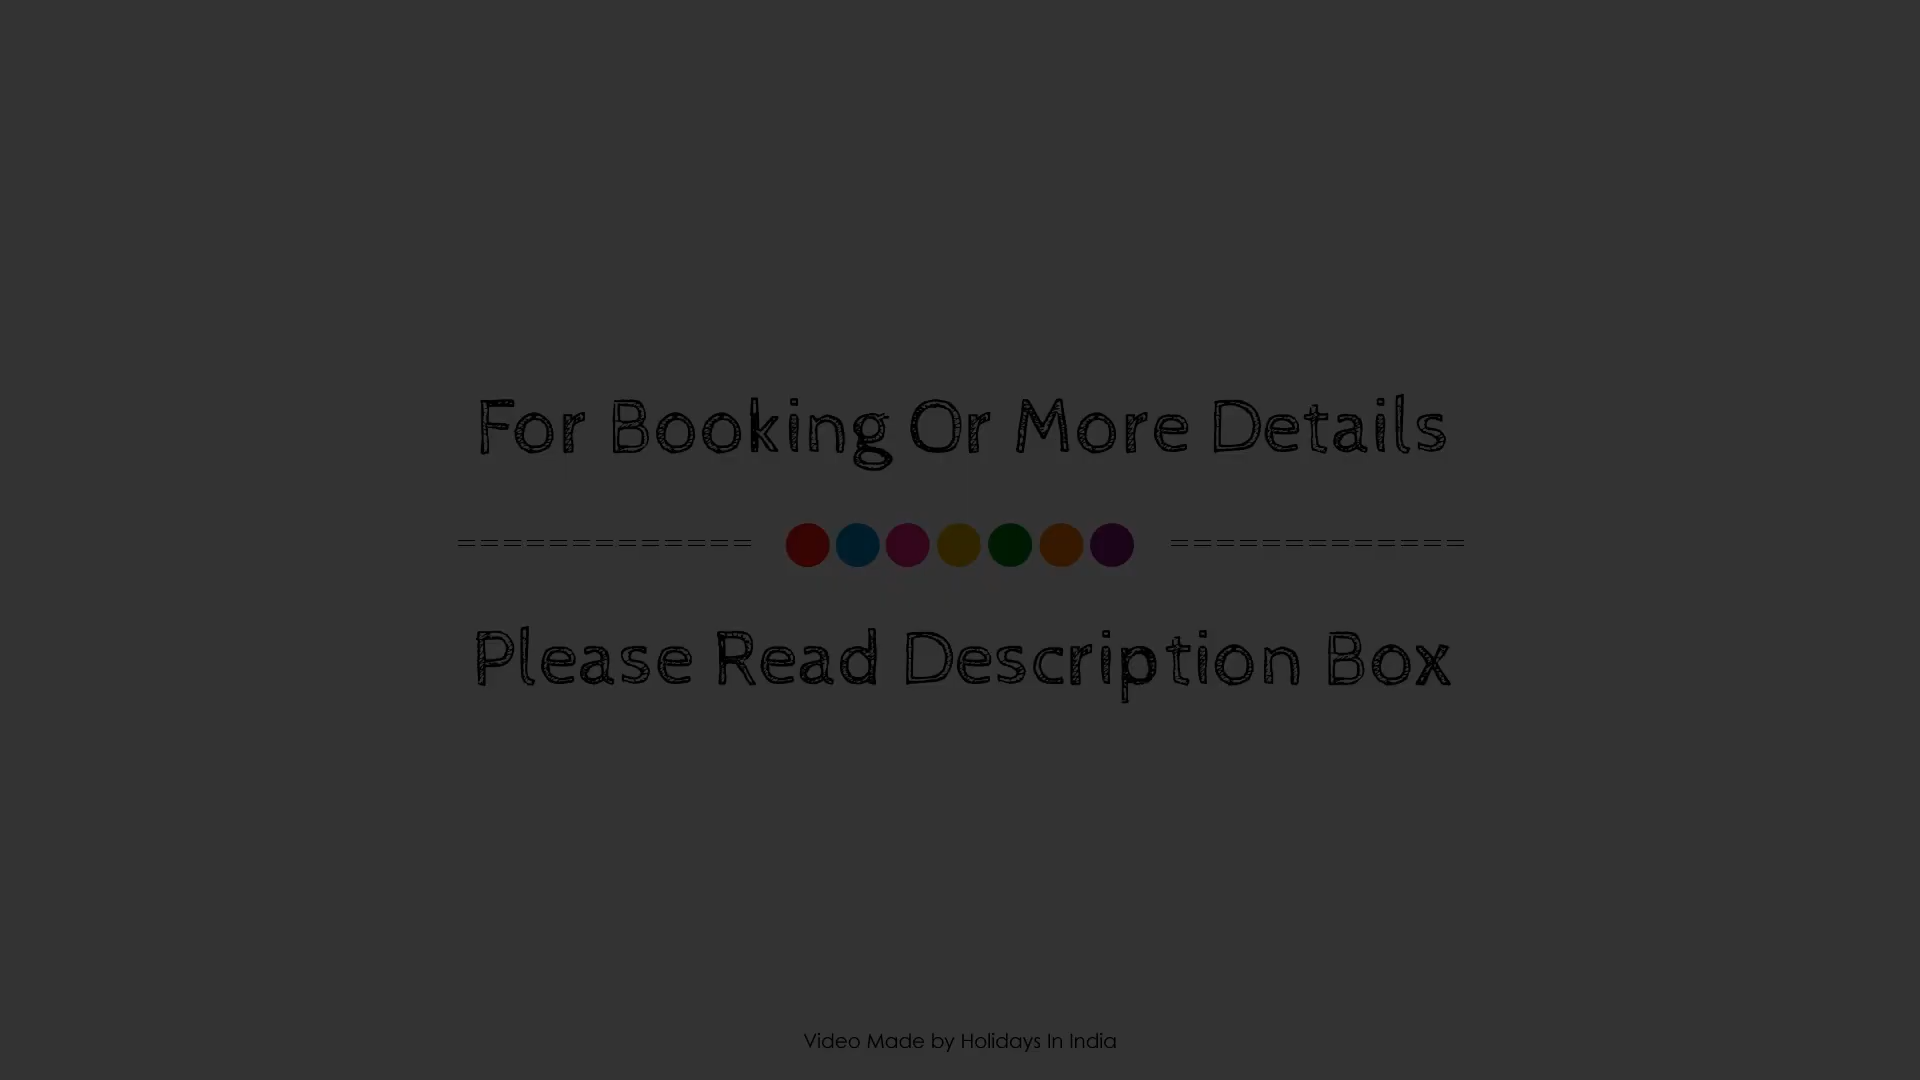 For Booking Or More Details
============= =============
Please Read Description Box
Video Made by Holidays In India